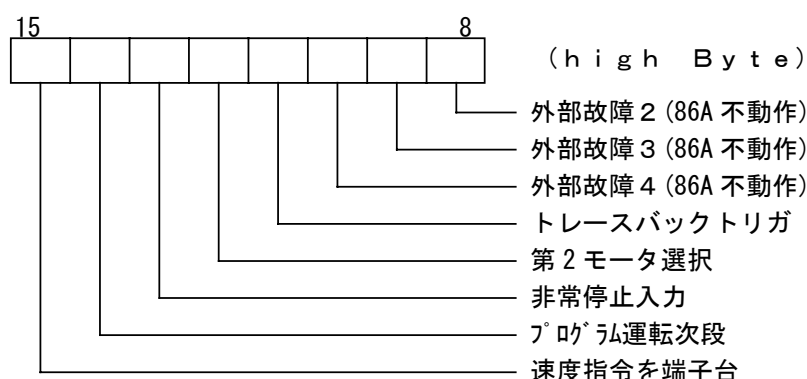 15 8
（ｈｉｇｈ　Ｂｙｔｅ）
外部故障２(86A 不動作)
外部故障３(86A 不動作)
外部故障４(86A 不動作)
トレースバックトリガ
第２モータ選択
非常停止入力
ﾌﾟﾛｸﾞﾗﾑ運転次段
速度指令を端子台